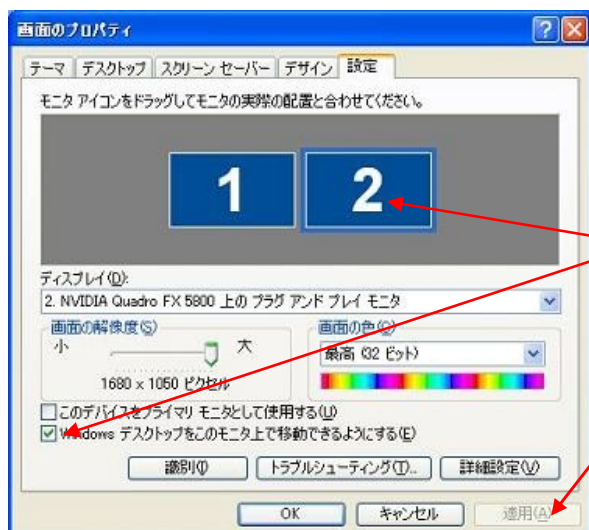 画面のプロパティ
テーマ デスクトップ スクリーン セーバー デザイン 設定
モニタ アイコンをドラッグしてモニタの実際の配置と合わせてください。
1 2
ディスプレイ(D):
2. NVIDIA Quadro FX 5800 上の プラグ アンド プレイ モニタ
画面の解像度(S)
小 大
1680 x 1050 ピクセル
画面の色(C)
最高 (32 ビット)
このデバイスをプライマリ モニタとして使用する(U)
Windows デスクトップをこのモニタ上で移動できるようにする(E)
識別(I) トラブルシューティング(T)... 詳細設定(V)
OK キャンセル 適用(A)